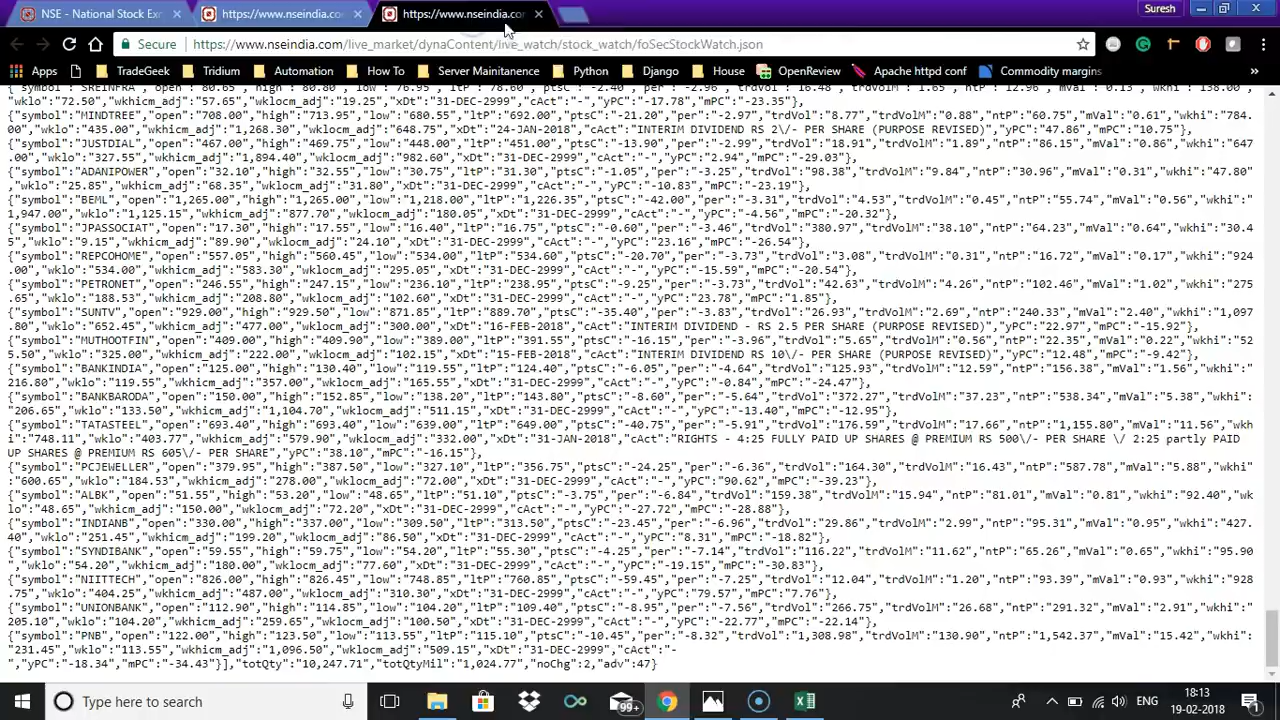 NSE - National Stock Exc
https://www.nseindia.co
https://www.nseindia.co
Suresh
Secure
https://www.nseindia.com/live_market/dynaContent/live_watch/stock_watch/foSecStockWatch.json
Apps TradeGeek Tridium Automation How To Server Mainitanence Python Django House OpenReview Apache httpd conf Commodity margins »
{"symbol":"SREINFRA","open":"80.65","high":"80.80","low":"76.95","ltP":"78.60","ptsC":"-2.40","per":"-2.96","trdVol":"16.48","trdVolM":"1.65","ntP":"12.96","mVal":"0.13","wkhi":"138.00",
"wklo":"72.50","wkhicm_adj":"57.65","wklocm_adj":"19.25","xDt":"31-DEC-2999","cAct":"-","yPC":"-17.78","mPC":"-23.35"},
{"symbol":"MINDTREE","open":"708.00","high":"713.95","low":"680.55","ltP":"692.00","ptsC":"-21.20","per":"-2.97","trdVol":"8.77","trdVolM":"0.88","ntP":"60.75","mVal":"0.61","wkhi":"784.
00","wklo":"435.00","wkhicm_adj":"1,268.30","wklocm_adj":"648.75","xDt":"24-JAN-2018","cAct":"INTERIM DIVIDEND RS 2\/- PER SHARE (PURPOSE REVISED)","yPC":"47.86","mPC":"10.75"},
{"symbol":"JUSTDIAL","open":"467.00","high":"469.75","low":"448.00","ltP":"451.00","ptsC":"-13.90","per":"-2.99","trdVol":"18.91","trdVolM":"1.89","ntP":"86.15","mVal":"0.86","wkhi":"647
.00","wklo":"327.55","wkhicm_adj":"1,894.40","wklocm_adj":"982.60","xDt":"31-DEC-2999","cAct":"-","yPC":"2.94","mPC":"-29.03"},
{"symbol":"ADANIPOWER","open":"32.10","high":"32.55","low":"30.75","ltP":"31.30","ptsC":"-1.05","per":"-3.25","trdVol":"98.38","trdVolM":"9.84","ntP":"30.96","mVal":"0.31","wkhi":"47.80
","wklo":"25.85","wkhicm_adj":"68.35","wklocm_adj":"31.80","xDt":"31-DEC-2999","cAct":"-","yPC":"-10.83","mPC":"-23.19"},
{"symbol":"BEML","open":"1,265.00","high":"1,265.00","low":"1,218.00","ltP":"1,226.35","ptsC":"-42.00","per":"-3.31","trdVol":"4.53","trdVolM":"0.45","ntP":"55.74","mVal":"0.56","wkhi":"
1,947.00","wklo":"1,125.15","wkhicm_adj":"877.70","wklocm_adj":"180.05","xDt":"31-DEC-2999","cAct":"-","yPC":"-4.56","mPC":"-20.32"},
{"symbol":"JPASSOCIAT","open":"17.30","high":"17.55","low":"16.40","ltP":"16.75","ptsC":"-0.60","per":"-3.46","trdVol":"380.97","trdVolM":"38.10","ntP":"64.23","mVal":"0.64","wkhi":"30.4
5","wklo":"9.15","wkhicm_adj":"89.90","wklocm_adj":"24.10","xDt":"31-DEC-2999","cAct":"-","yPC":"23.16","mPC":"-26.54"},
{"symbol":"REPCOHOME","open":"557.05","high":"560.45","low":"534.00","ltP":"534.60","ptsC":"-20.70","per":"-3.73","trdVol":"3.08","trdVolM":"0.31","ntP":"16.72","mVal":"0.17","wkhi":"924
.00","wklo":"534.00","wkhicm_adj":"583.30","wklocm_adj":"295.05","xDt":"31-DEC-2999","cAct":"-","yPC":"-15.59","mPC":"-20.54"},
{"symbol":"PETRONET","open":"246.55","high":"247.15","low":"236.10","ltP":"238.95","ptsC":"-9.25","per":"-3.73","trdVol":"42.63","trdVolM":"4.26","ntP":"102.46","mVal":"1.02","wkhi":"275
.65","wklo":"188.53","wkhicm_adj":"208.80","wklocm_adj":"102.60","xDt":"31-DEC-2999","cAct":"-","yPC":"23.78","mPC":"1.85"},
{"symbol":"SUNTV","open":"929.00","high":"929.50","low":"871.85","ltP":"889.70","ptsC":"-35.40","per":"-3.83","trdVol":"26.93","trdVolM":"2.69","ntP":"240.33","mVal":"2.40","wkhi":"1,097
.80","wklo":"652.45","wkhicm_adj":"477.00","wklocm_adj":"300.00","xDt":"16-FEB-2018","cAct":"INTERIM DIVIDEND - RS 2.5 PER SHARE (PURPOSE REVISED)","yPC":"22.97","mPC":"-15.92"},
{"symbol":"MUTHOOTFIN","open":"409.00","high":"409.90","low":"389.00","ltP":"391.55","ptsC":"-16.15","per":"-3.96","trdVol":"5.65","trdVolM":"0.56","ntP":"22.35","mVal":"0.22","wkhi":"52
5.50","wklo":"325.00","wkhicm_adj":"222.00","wklocm_adj":"102.15","xDt":"15-FEB-2018","cAct":"INTERIM DIVIDEND RS 10\/- PER SHARE (PURPOSE REVISED)","yPC":"12.48","mPC":"-9.42"},
{"symbol":"BANKINDIA","open":"125.00","high":"130.40","low":"119.55","ltP":"124.40","ptsC":"-6.05","per":"-4.64","trdVol":"125.93","trdVolM":"12.59","ntP":"156.38","mVal":"1.56","wkhi":"
216.80","wklo":"119.55","wkhicm_adj":"357.00","wklocm_adj":"165.55","xDt":"31-DEC-2999","cAct":"-","yPC":"-0.84","mPC":"-24.47"},
{"symbol":"BANKBARODA","open":"150.00","high":"152.85","low":"138.20","ltP":"143.80","ptsC":"-8.60","per":"-5.64","trdVol":"372.27","trdVolM":"37.23","ntP":"538.34","mVal":"5.38","wkhi":
"206.65","wklo":"133.50","wkhicm_adj":"1,104.70","wklocm_adj":"511.15","xDt":"31-DEC-2999","cAct":"-","yPC":"-13.40","mPC":"-12.95"},
{"symbol":"TATASTEEL","open":"693.40","high":"693.40","low":"639.00","ltP":"649.00","ptsC":"-40.75","per":"-5.91","trdVol":"176.59","trdVolM":"17.66","ntP":"1,155.80","mVal":"11.56","wkh
i":"748.11","wklo":"403.77","wkhicm_adj":"579.90","wklocm_adj":"332.00","xDt":"31-JAN-2018","cAct":"RIGHTS - 4:25 FULLY PAID UP SHARES @ PREMIUM RS 500\/- PER SHARE \/ 2:25 partly PAID
UP SHARES @ PREMIUM RS 605\/- PER SHARE","yPC":"38.10","mPC":"-16.15"},
{"symbol":"PCJEWELLER","open":"379.95","high":"387.50","low":"327.10","ltP":"356.75","ptsC":"-24.25","per":"-6.36","trdVol":"164.30","trdVolM":"16.43","ntP":"587.78","mVal":"5.88","wkhi"
:"600.65","wklo":"184.53","wkhicm_adj":"278.00","wklocm_adj":"72.00","xDt":"31-DEC-2999","cAct":"-","yPC":"90.62","mPC":"-39.23"},
{"symbol":"ALBK","open":"51.55","high":"53.20","low":"48.65","ltP":"51.10","ptsC":"-3.75","per":"-6.84","trdVol":"159.38","trdVolM":"15.94","ntP":"81.01","mVal":"0.81","wkhi":"92.40","wk
lo":"48.65","wkhicm_adj":"150.00","wklocm_adj":"72.20","xDt":"31-DEC-2999","cAct":"-","yPC":"-27.72","mPC":"-28.88"},
{"symbol":"INDIANB","open":"330.00","high":"337.00","low":"309.50","ltP":"313.50","ptsC":"-23.45","per":"-6.96","trdVol":"29.86","trdVolM":"2.99","ntP":"95.31","mVal":"0.95","wkhi":"427.
40","wklo":"251.45","wkhicm_adj":"199.20","wklocm_adj":"86.50","xDt":"31-DEC-2999","cAct":"-","yPC":"8.31","mPC":"-18.82"},
{"symbol":"SYNDIBANK","open":"59.55","high":"59.75","low":"54.20","ltP":"55.30","ptsC":"-4.25","per":"-7.14","trdVol":"116.22","trdVolM":"11.62","ntP":"65.26","mVal":"0.65","wkhi":"95.90
","wklo":"54.20","wkhicm_adj":"180.00","wklocm_adj":"77.60","xDt":"31-DEC-2999","cAct":"-","yPC":"-19.15","mPC":"-30.83"},
{"symbol":"NIITTECH","open":"826.00","high":"826.45","low":"748.85","ltP":"760.85","ptsC":"-59.45","per":"-7.25","trdVol":"12.04","trdVolM":"1.20","ntP":"93.39","mVal":"0.93","wkhi":"928
.75","wklo":"404.25","wkhicm_adj":"487.00","wklocm_adj":"310.30","xDt":"31-DEC-2999","cAct":"-","yPC":"79.57","mPC":"7.76"},
{"symbol":"UNIONBANK","open":"112.90","high":"114.85","low":"104.20","ltP":"109.40","ptsC":"-8.95","per":"-7.56","trdVol":"266.75","trdVolM":"26.68","ntP":"291.32","mVal":"2.91","wkhi":"
205.10","wklo":"104.20","wkhicm_adj":"259.65","wklocm_adj":"100.50","xDt":"31-DEC-2999","cAct":"-","yPC":"-22.77","mPC":"-22.14"},
{"symbol":"PNB","open":"122.00","high":"123.50","low":"113.55","ltP":"115.10","ptsC":"-10.45","per":"-8.32","trdVol":"1,308.98","trdVolM":"130.90","ntP":"1,542.37","mVal":"15.42","wkhi":
"231.45","wklo":"113.55","wkhicm_adj":"1,096.50","wklocm_adj":"509.15","xDt":"31-DEC-2999","cAct":"-
","yPC":"-18.34","mPC":"-34.43"}],"totQty":"10,247.71","totQtyMil":"1,024.77","noChg":2,"adv":47}
Type here to search
99+
ENG
18:13
19-02-2018
1